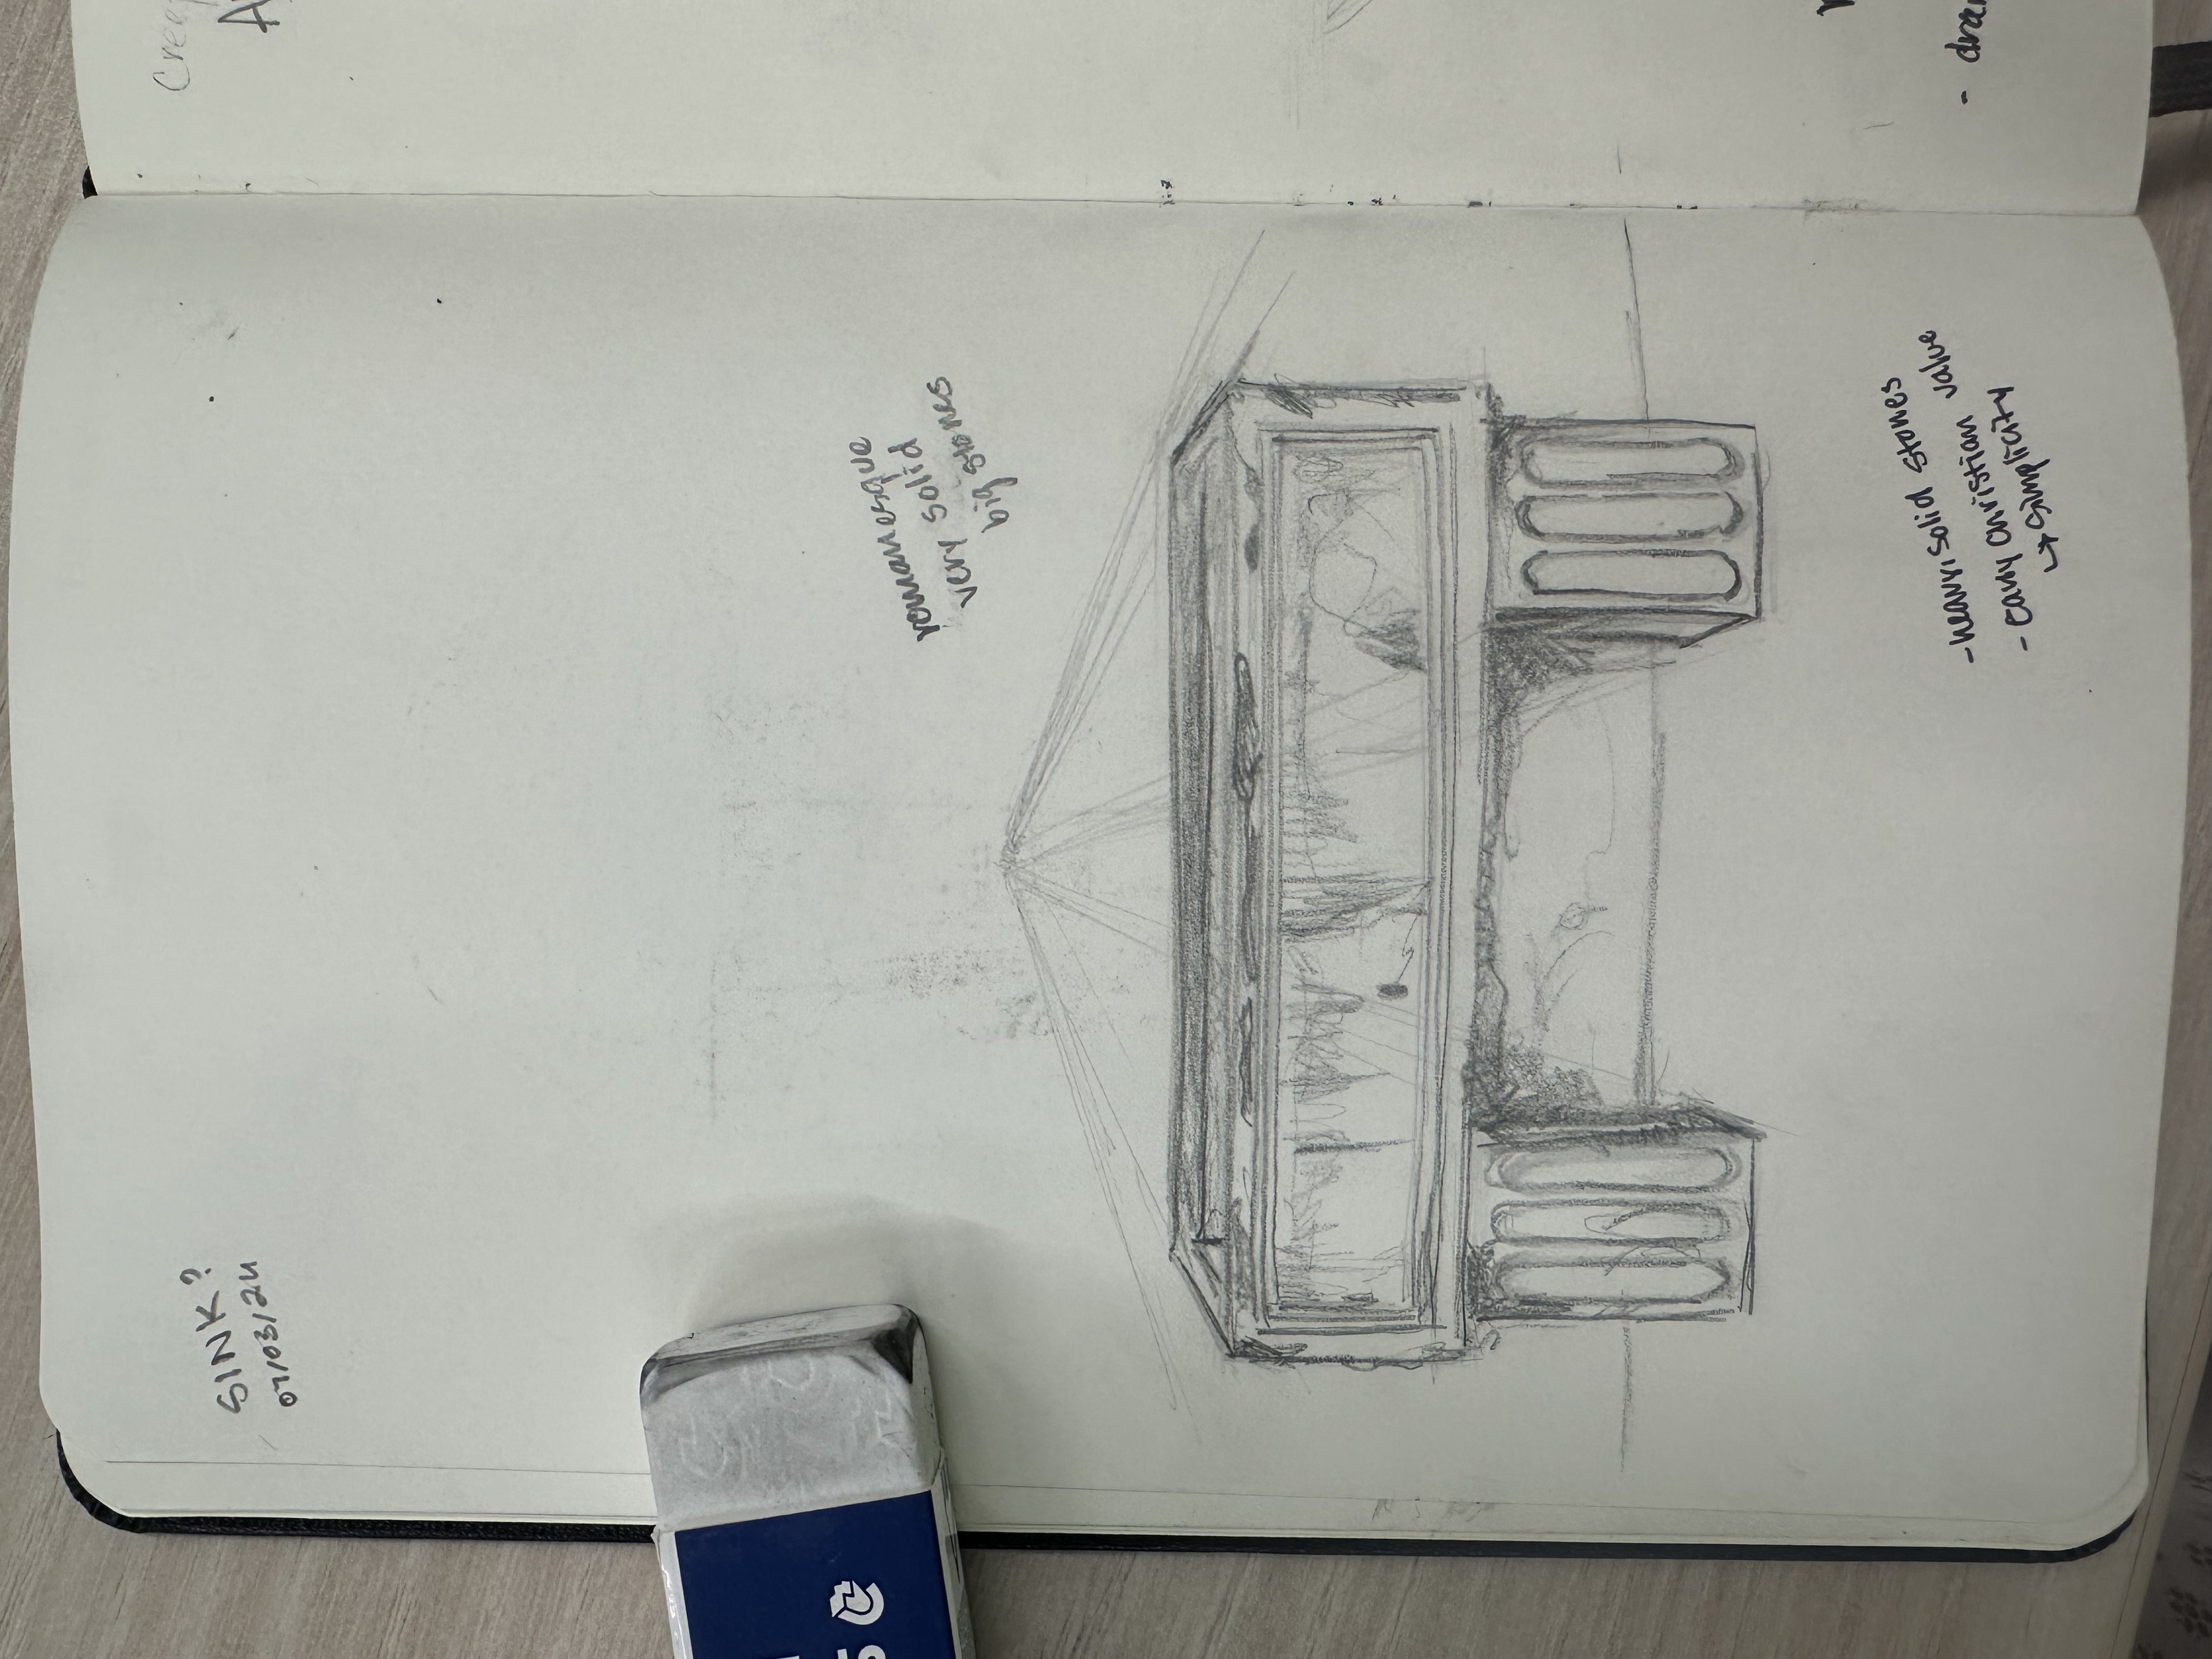 SINK?
07/03/24
romanesque
very solid
big stones
-heavy, solid stones
- early christian value
↳ simplicity
Cree
A
- dra